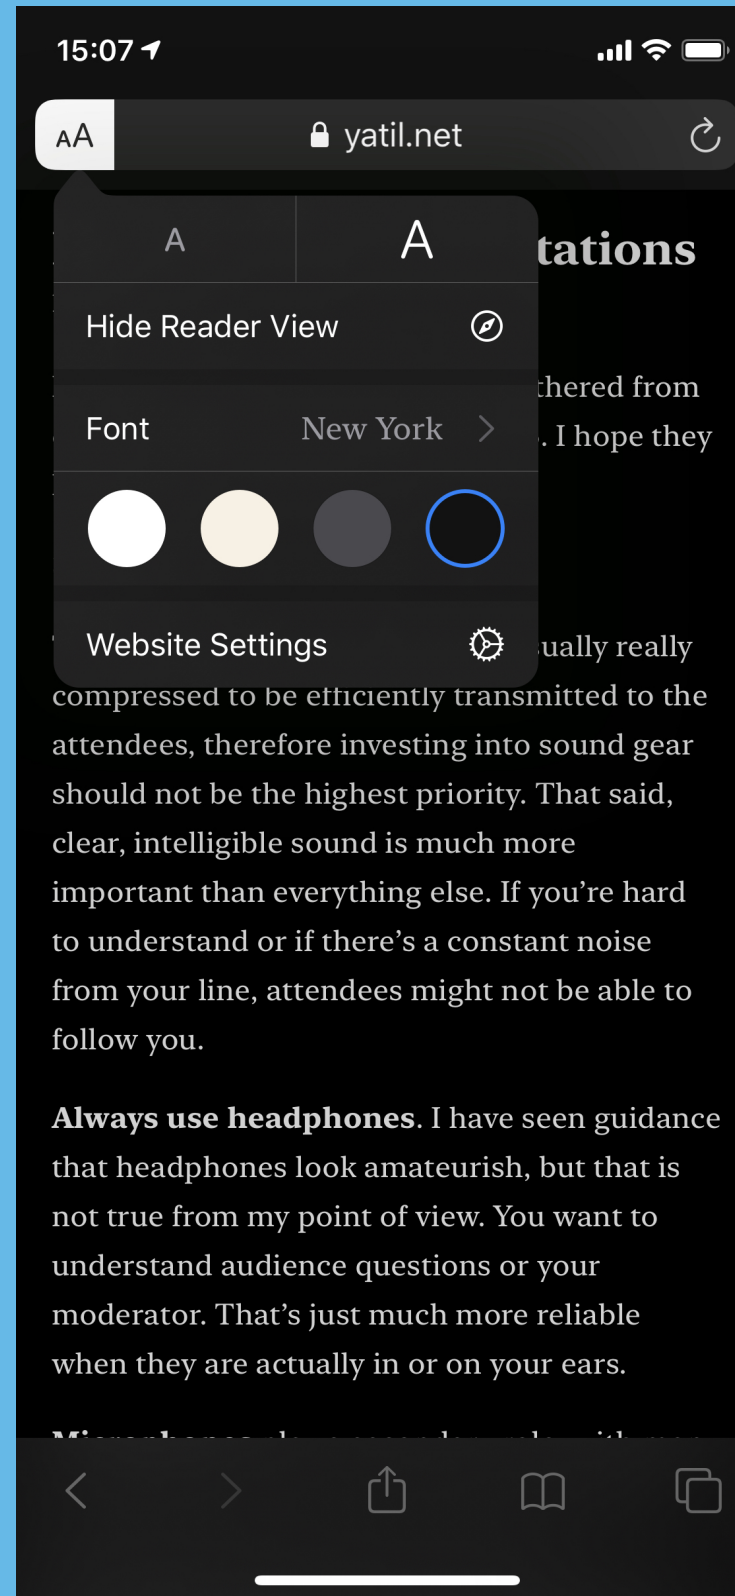 15:07
AA yatil.net
A A
tations
Hide Reader View
thered from
Font New York
. I hope they
Website Settings
ually really
compressed to be efficiently transmitted to the
attendees, therefore investing into sound gear
should not be the highest priority. That said,
clear, intelligible sound is much more
important than everything else. If you’re hard
to understand or if there’s a constant noise
from your line, attendees might not be able to
follow you.
Always use headphones. I have seen guidance
that headphones look amateurish, but that is
not true from my point of view. You want to
understand audience questions or your
moderator. That’s just much more reliable
when they are actually in or on your ears.
Microphones